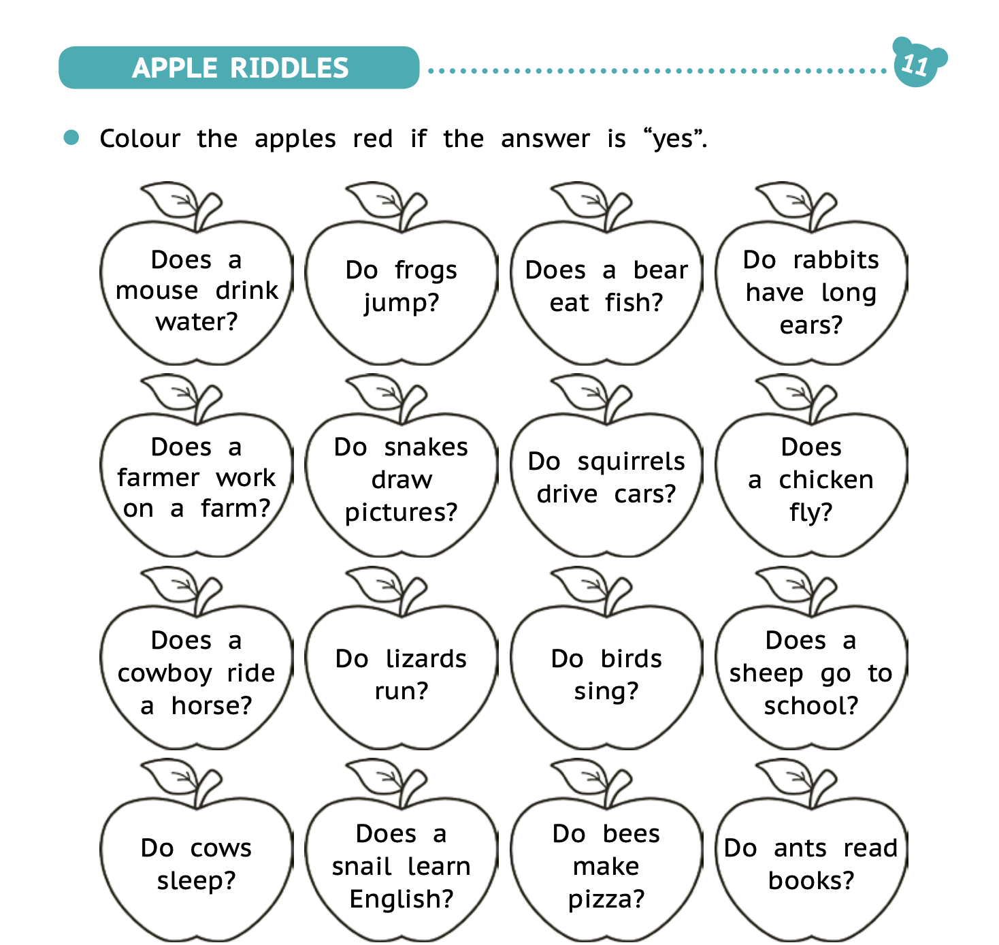 APPLE RIDDLES
11
Colour the apples red if the answer is “yes”.
Does a
mouse drink
water?
Do frogs
jump?
Does a bear
eat fish?
Do rabbits
have long
ears?
Does a
farmer work
on a farm?
Do snakes
draw
pictures?
Do squirrels
drive cars?
Does
a chicken
fly?
Does a
cowboy ride
a horse?
Do lizards
run?
Do birds
sing?
Does a
sheep go to
school?
Do cows
sleep?
Does a
snail learn
English?
Do bees
make
pizza?
Do ants read
books?